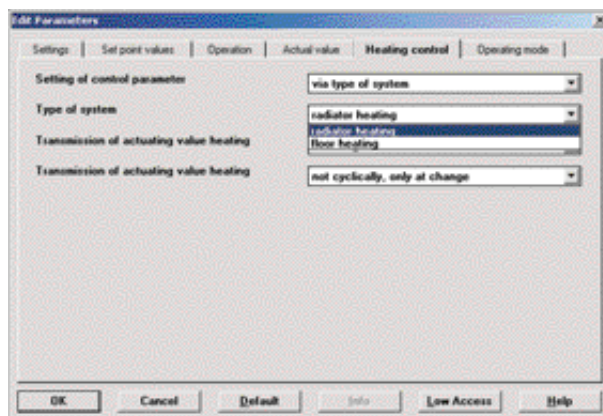 Edit Parameters
Settings Set point values Operation Actual value Heating control Operating mode
Setting of control parameter via type of system
Type of system radiator heating
radiator heating
Transmission of actuating value heating floor heating
Transmission of actuating value heating not cyclically, only at change
OK Cancel Default Info Low Access Help